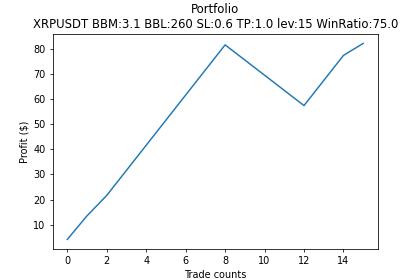 Portfolio
XRPUSDT BBM:3.1 BBL:260 SL:0.6 TP:1.0 lev:15 WinRatio:75.0
80
70
60
50
40
30
20
10
Profit ($)
0 2 4 6 8 10 12 14
Trade counts